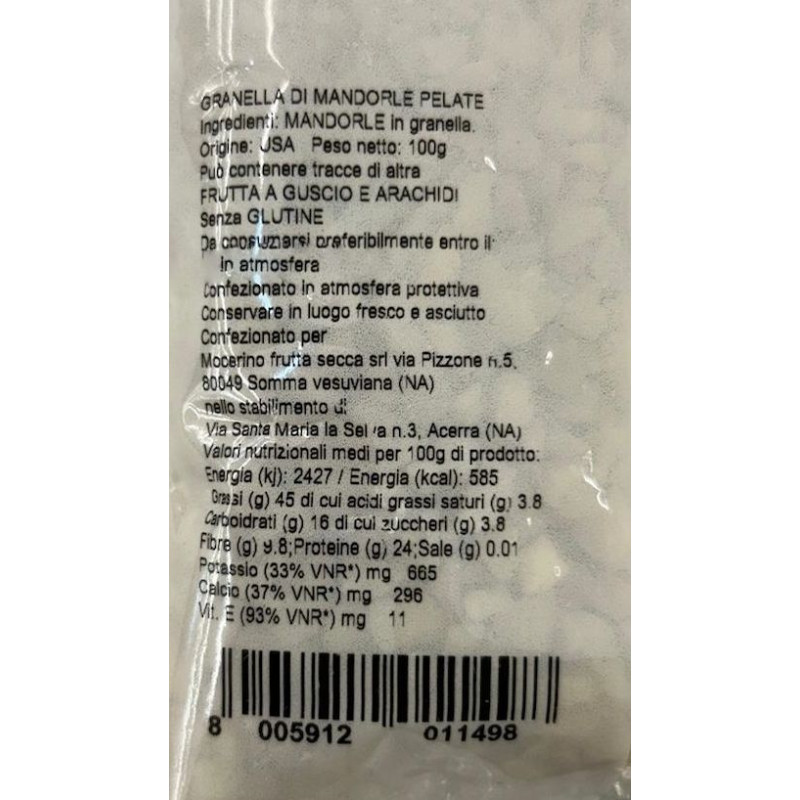 GRANELLA DI MANDORLE PELATE
Ingredienti: MANDORLE in granella.
Origine: USA Peso netto: 100g
Può contenere tracce di altra
FRUTTA A GUSCIO E ARACHIDI
Senza GLUTINE
Da consumarsi preferibilmente entro il:
in atmosfera
Confezionato in atmosfera protettiva
Conservare in luogo fresco e asciutto
Confezionato per
Mocerino frutta secca srl via Pizzone n.5,
80049 Somma vesuviana (NA)
nello stabilimento di
Via Santa Maria la Selva n.3, Acerra (NA)
Valori nutrizionali medi per 100g di prodotto:
Energia (kj): 2427 / Energia (kcal): 585
Grassi (g) 45 di cui acidi grassi saturi (g) 3.8
Carboidrati (g) 16 di cui zuccheri (g) 3.8
Fibre (g) 9.8;Proteine (g) 24;Sale (g) 0.01
Potassio (33% VNR*) mg 665
Calcio (37% VNR*) mg 296
Vit. E (93% VNR*) mg 11
8 005912 011498